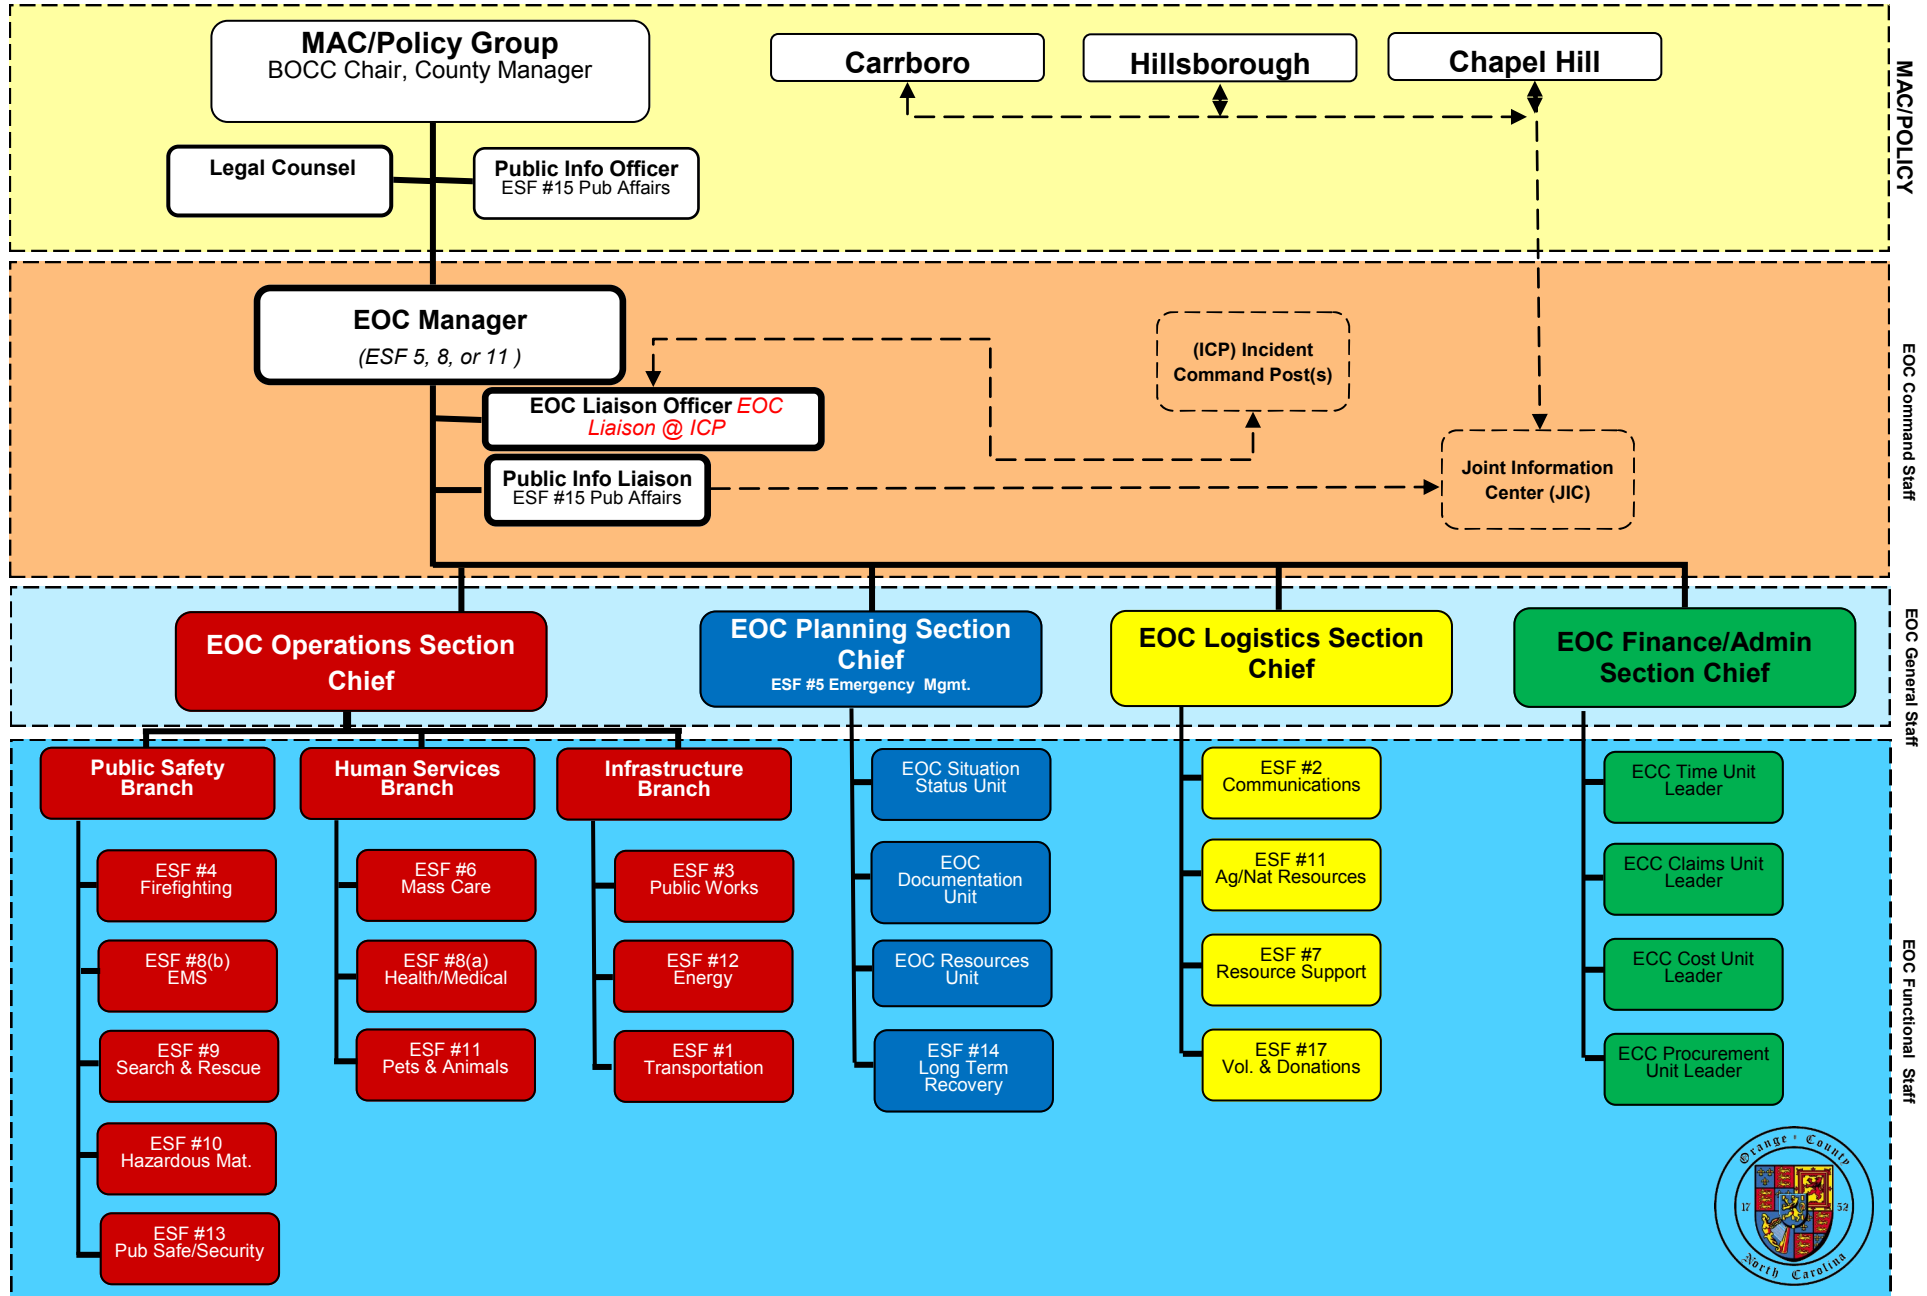 MAC/Policy Group
BOCC Chair, County Manager
Carrboro
Hillsborough
Chapel Hill
MAC/POLICY
Legal Counsel
Public Info Officer
ESF #15 Pub Affairs
EOC Manager
(ESF 5, 8, or 11 )
(ICP) Incident
Command Post(s)
EOC Command Staff
EOC Liaison Officer EOC
Liaison @ ICP
Public Info Liaison
ESF #15 Pub Affairs
Joint Information
Center (JIC)
EOC Operations Section
Chief
EOC Planning Section
Chief
ESF #5 Emergency Mgmt.
EOC Logistics Section
Chief
EOC Finance/Admin
Section Chief
EOC General Staff
Public Safety
Branch
Human Services
Branch
Infrastructure
Branch
EOC Situation
Status Unit
ESF #2
Communications
ECC Time Unit
Leader
ESF #4
Firefighting
ESF #6
Mass Care
ESF #3
Public Works
EOC
Documentation
Unit
ESF #11
Ag/Nat Resources
ECC Claims Unit
Leader
ESF #8(b)
EMS
ESF #8(a)
Health/Medical
ESF #12
Energy
EOC Resources
Unit
ESF #7
Resource Support
ECC Cost Unit
Leader
EOC Functional Staff
ESF #9
Search & Rescue
ESF #11
Pets & Animals
ESF #1
Transportation
ESF #14
Long Term
Recovery
ESF #17
Vol. & Donations
ECC Procurement
Unit Leader
ESF #10
Hazardous Mat.
ESF #13
Pub Safe/Security
Orange County
17 52
North Carolina